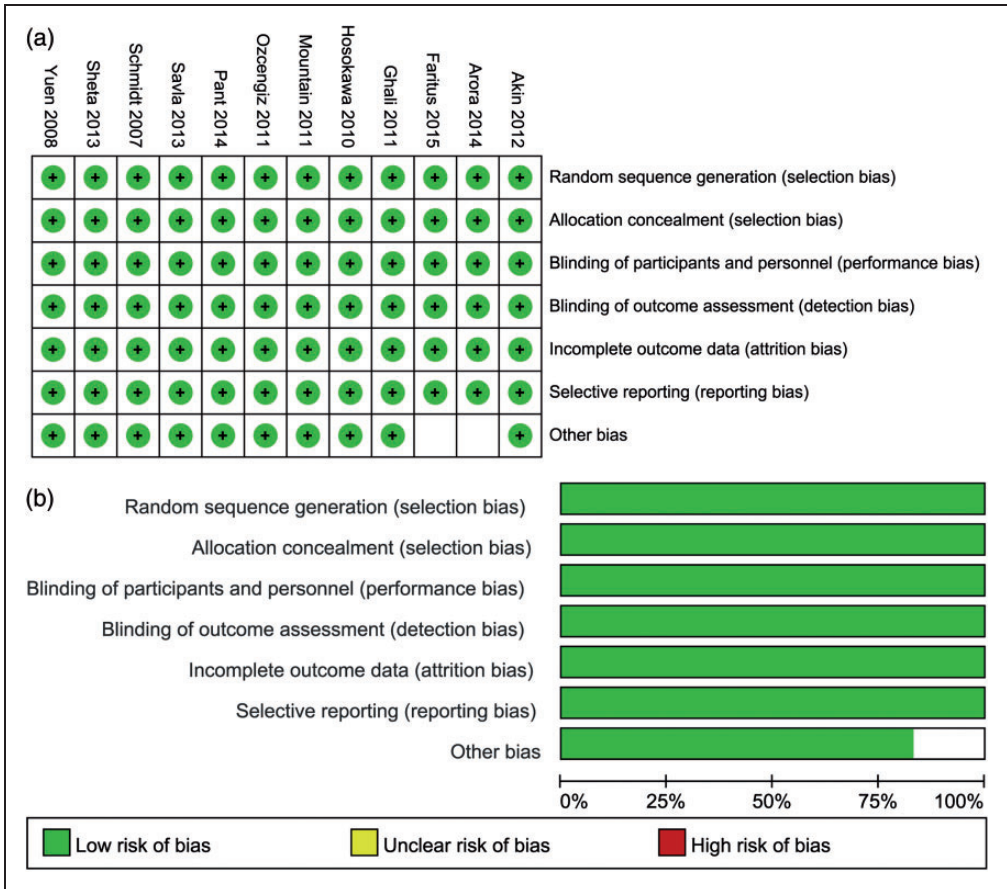 (a)
Yuen 2008
Sheta 2013
Schmidt 2007
Savla 2013
Pant 2014
Ozcengiz 2011
Mountain 2011
Hosokawa 2010
Ghali 2011
Faritus 2015
Arora 2014
Akin 2012
+ + + + + + + + + + + + Random sequence generation (selection bias)
+ + + + + + + + + + + + Allocation concealment (selection bias)
+ + + + + + + + + + + + Blinding of participants and personnel (performance bias)
+ + + + + + + + + + + + Blinding of outcome assessment (detection bias)
+ + + + + + + + + + + + Incomplete outcome data (attrition bias)
+ + + + + + + + + + + + Selective reporting (reporting bias)
+ + + + + + + + + + Other bias
(b)
Random sequence generation (selection bias)
Allocation concealment (selection bias)
Blinding of participants and personnel (performance bias)
Blinding of outcome assessment (detection bias)
Incomplete outcome data (attrition bias)
Selective reporting (reporting bias)
Other bias
0% 25% 50% 75% 100%
Low risk of bias Unclear risk of bias High risk of bias